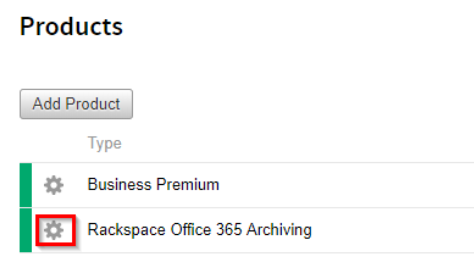 Products
Add Product
Type
Business Premium
Rackspace Office 365 Archiving